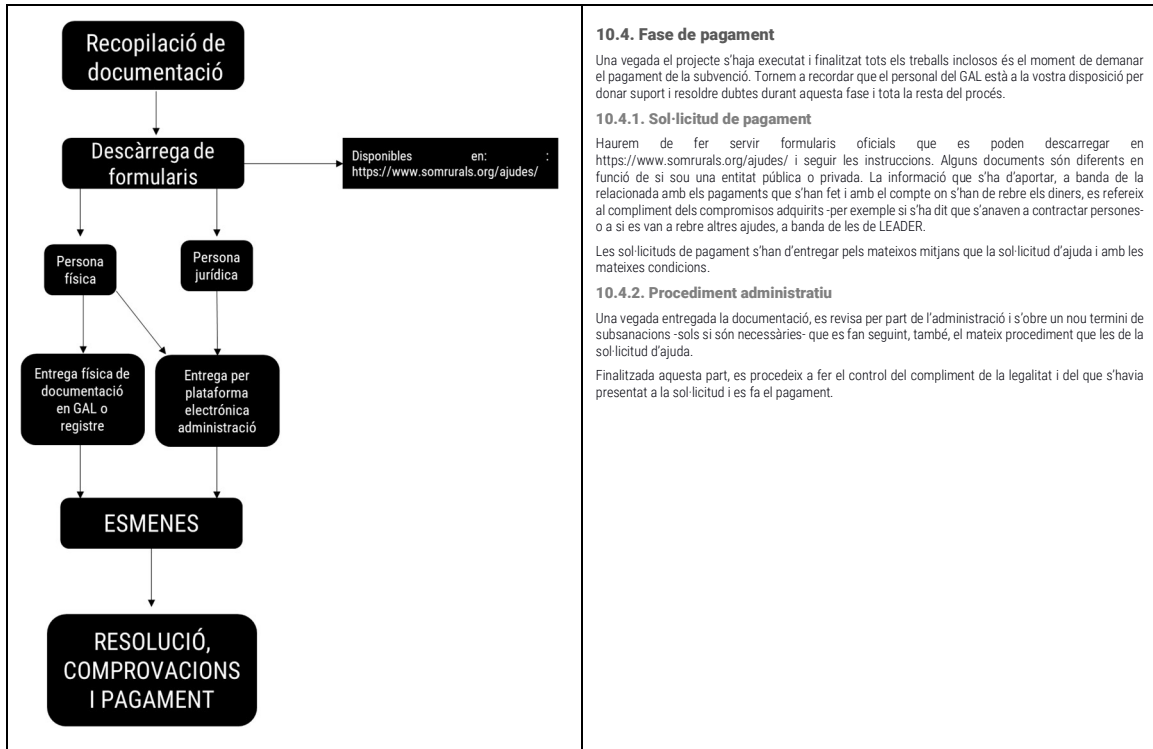 Recopilació de
documentació
Descàrrega de
formularis
Disponibles en: :
https://www.somrurals.org/ajudes/
Persona
física
Persona
jurídica
Entrega física de
documentació
en GAL o
registre
Entrega per
plataforma
electrónica
administració
ESMENES
RESOLUCIÓ,
COMPROVACIONS
I PAGAMENT
10.4. Fase de pagament
Una vegada el projecte s'haja executat i finalitzat tots els treballs inclosos és el moment de demanar
el pagament de la subvenció. Tornem a recordar que el personal del GAL està a la vostra disposició per
donar suport i resoldre dubtes durant aquesta fase i tota la resta del procés.
10.4.1. Sol·licitud de pagament
Haurem de fer servir formularis oficials que es poden descarregar en
https://www.somrurals.org/ajudes/ i seguir les instruccions. Alguns documents són diferents en
funció de si sou una entitat pública o privada. La informació que s'ha d'aportar, a banda de la
relacionada amb els pagaments que s'han fet i amb el compte on s'han de rebre els diners, es refereix
al compliment dels compromisos adquirits -per exemple si s'ha dit que s'anaven a contractar persones-
o a si es van a rebre altres ajudes, a banda de les de LEADER.
Les sol·licituds de pagament s'han d'entregar pels mateixos mitjans que la sol·licitud d'ajuda i amb les
mateixes condicions.
10.4.2. Procediment administratiu
Una vegada entregada la documentació, es revisa per part de l'administració i s'obre un nou termini de
subsanacions -sols si són necessàries- que es fan seguint, també, el mateix procediment que les de la
sol·licitud d'ajuda.
Finalitzada aquesta part, es procedeix a fer el control del compliment de la legalitat i del que s'havia
presentat a la sol·licitud i es fa el pagament.